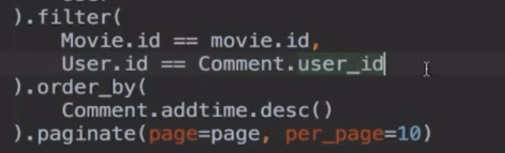 ).filter(
    Movie.id == movie.id,
    User.id == Comment.user_id
).order_by(
    Comment.addtime.desc()
).paginate(page=page, per_page=10)